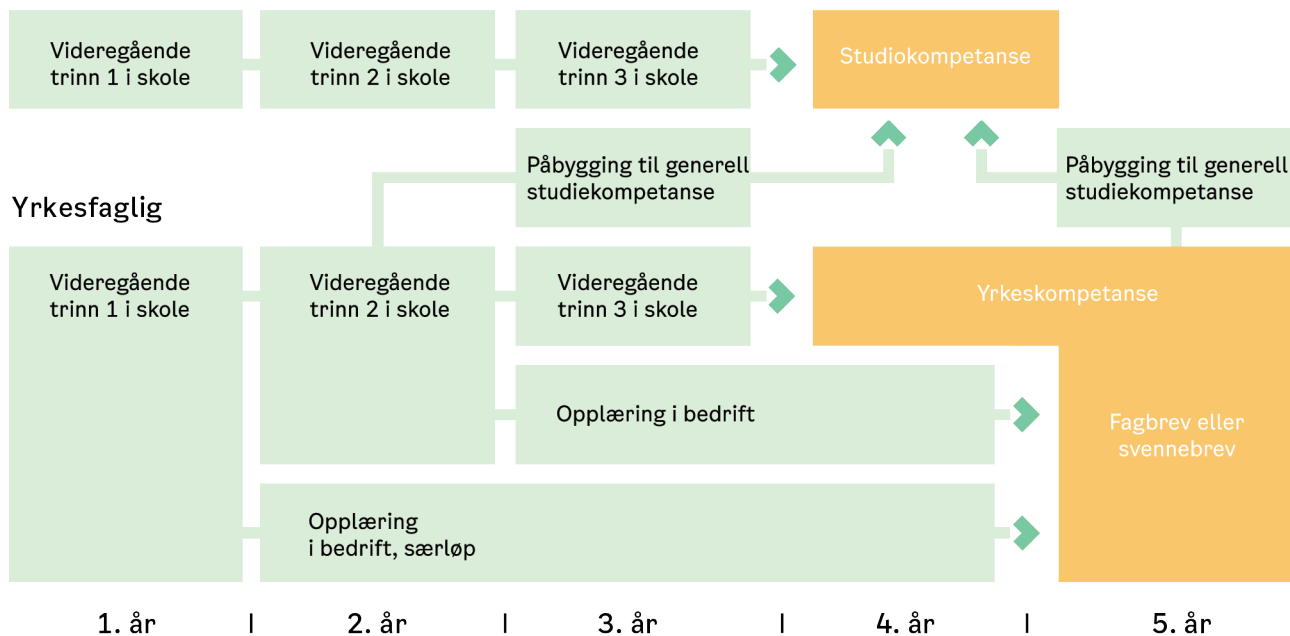 Videregående
trinn 1 i skole
Videregående
trinn 2 i skole
Videregående
trinn 3 i skole
Studiokompetanse
Påbygging til generell
studiekompetanse
Påbygging til generell
studiekompetanse
Yrkesfaglig
Videregående
trinn 1 i skole
Videregående
trinn 2 i skole
Videregående
trinn 3 i skole
Yrkeskompetanse
Opplæring i bedrift
Fagbrev eller
svennebrev
Opplæring
i bedrift, særløp
1. år | 2. år | 3. år | 4. år | 5. år